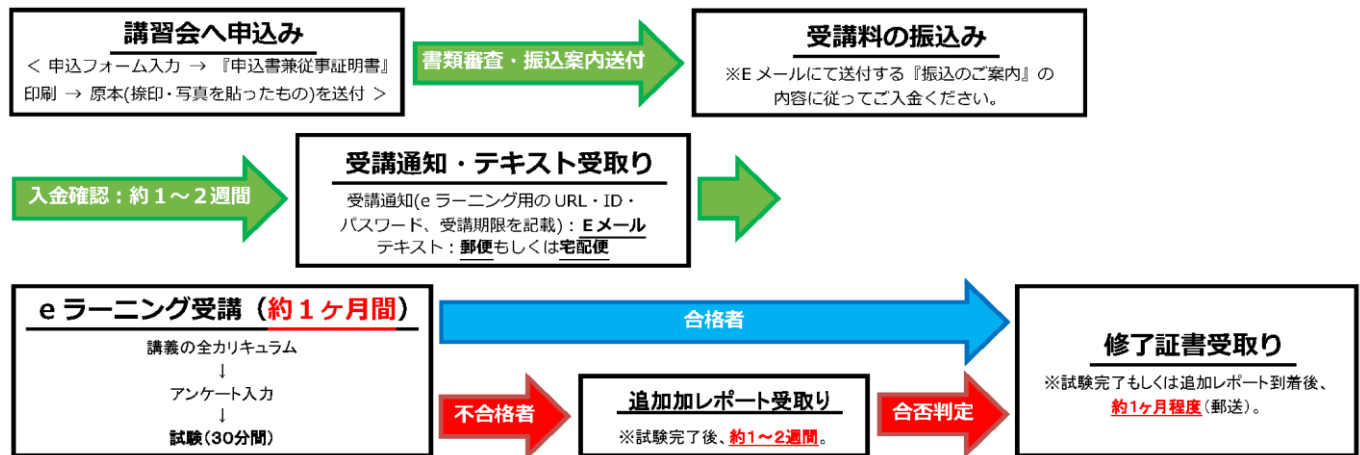 講習会へ申込み
< 申込フォーム入力 → 『申込書兼従事証明書』
印刷 → 原本(捺印・写真を貼ったもの)を送付 >
書類審査・振込案内送付
受講料の振込み
※E メールにて送付する『振込のご案内』の
内容に従ってご入金ください。
入金確認：約１～２週間
受講通知・テキスト受取り
受講通知(e ラーニング用の URL・ID・
パスワード、受講期限を記載)：Ｅメール
テキスト：郵便もしくは宅配便
e ラーニング受講（約１ヶ月間）
講義の全カリキュラム
↓
アンケート入力
↓
試験（30分間）
合格者
不合格者
追加加レポート受取り
※試験完了後、約1～2週間。
合否判定
修了証書受取り
※試験完了もしくは追加レポート到着後、
約1ヶ月程度（郵送）。